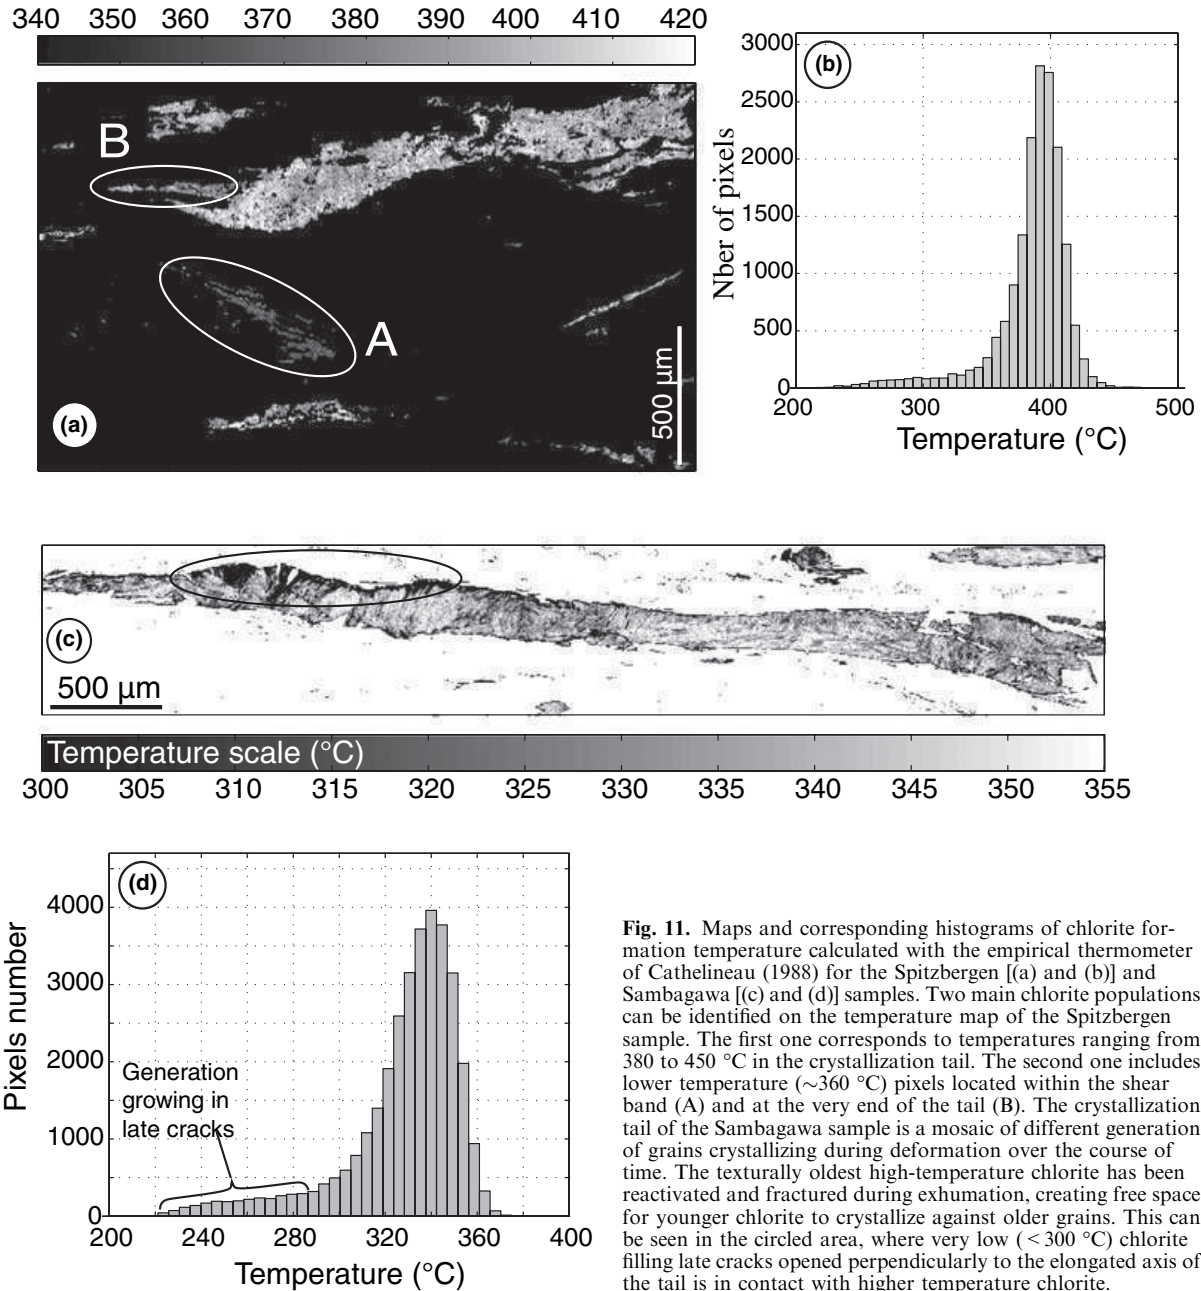 340 350 360 370 380 390 400 410 420
B
A
(a)
500 µm
(b)
3000
2500
2000
1500
1000
500
0
Nber of pixels
200 300 400 500
Temperature (°C)
(c)
500 µm
Temperature scale (°C)
300 305 310 315 320 325 330 335 340 345 350 355
(d)
4000
3000
2000
1000
0
Pixels number
Generation
growing in
late cracks
200 240 280 320 360 400
Temperature (°C)
Fig. 11. Maps and corresponding histograms of chlorite for-
mation temperature calculated with the empirical thermometer
of Cathelineau (1988) for the Spitzbergen [(a) and (b)] and
Sambagawa [(c) and (d)] samples. Two main chlorite populations
can be identified on the temperature map of the Spitzbergen
sample. The first one corresponds to temperatures ranging from
380 to 450 °C in the crystallization tail. The second one includes
lower temperature (~360 °C) pixels located within the shear
band (A) and at the very end of the tail (B). The crystallization
tail of the Sambagawa sample is a mosaic of different generation
of grains crystallizing during deformation over the course of
time. The texturally oldest high-temperature chlorite has been
reactivated and fractured during exhumation, creating free space
for younger chlorite to crystallize against older grains. This can
be seen in the circled area, where very low (<300 °C) chlorite
filling late cracks opened perpendicularly to the elongated axis of
the tail is in contact with higher temperature chlorite.